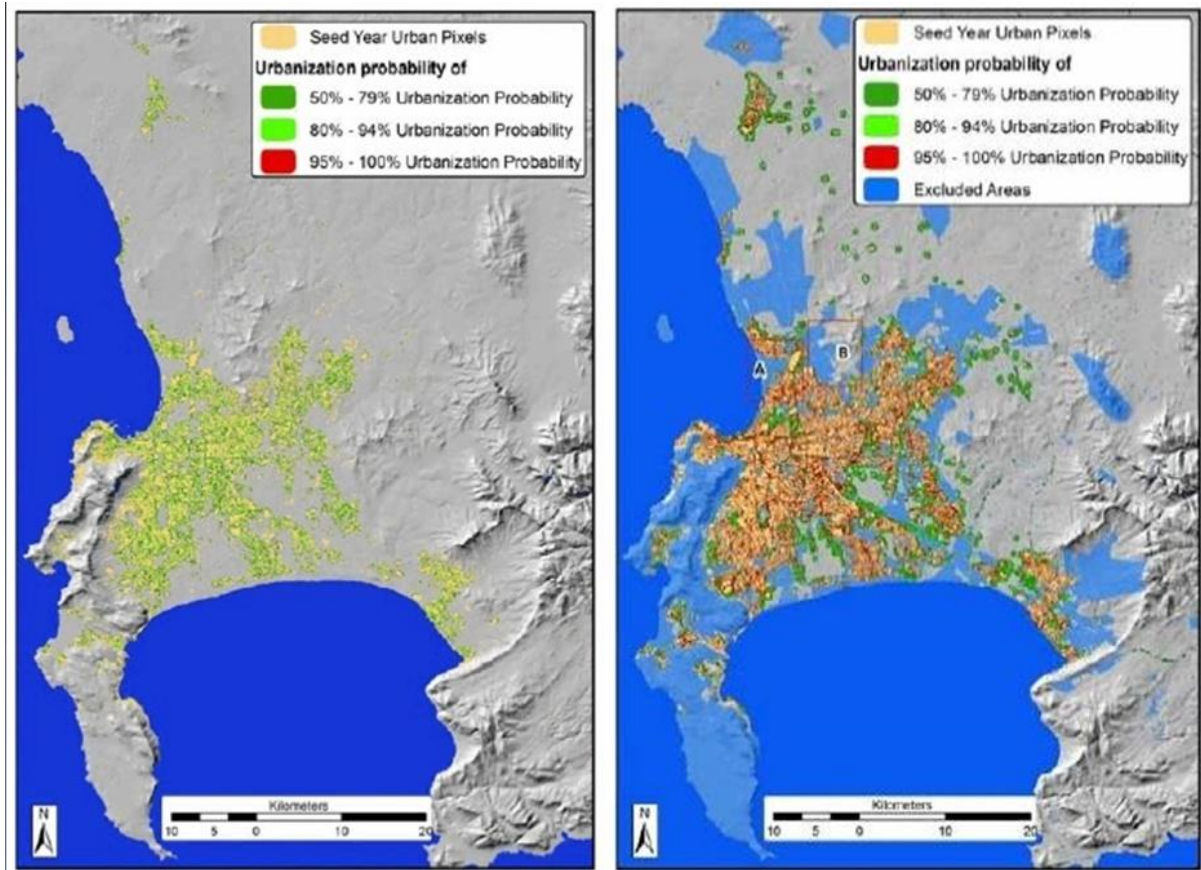 Seed Year Urban Pixels
Urbanization probability of
50% - 79% Urbanization Probability
80% - 94% Urbanization Probability
95% - 100% Urbanization Probability
N
Kilometers
10 5 0 10 20
Seed Year Urban Pixels
Urbanization probability of
50% - 79% Urbanization Probability
80% - 94% Urbanization Probability
95% - 100% Urbanization Probability
Excluded Areas
A
B
N
Kilometers
10 5 0 10 20